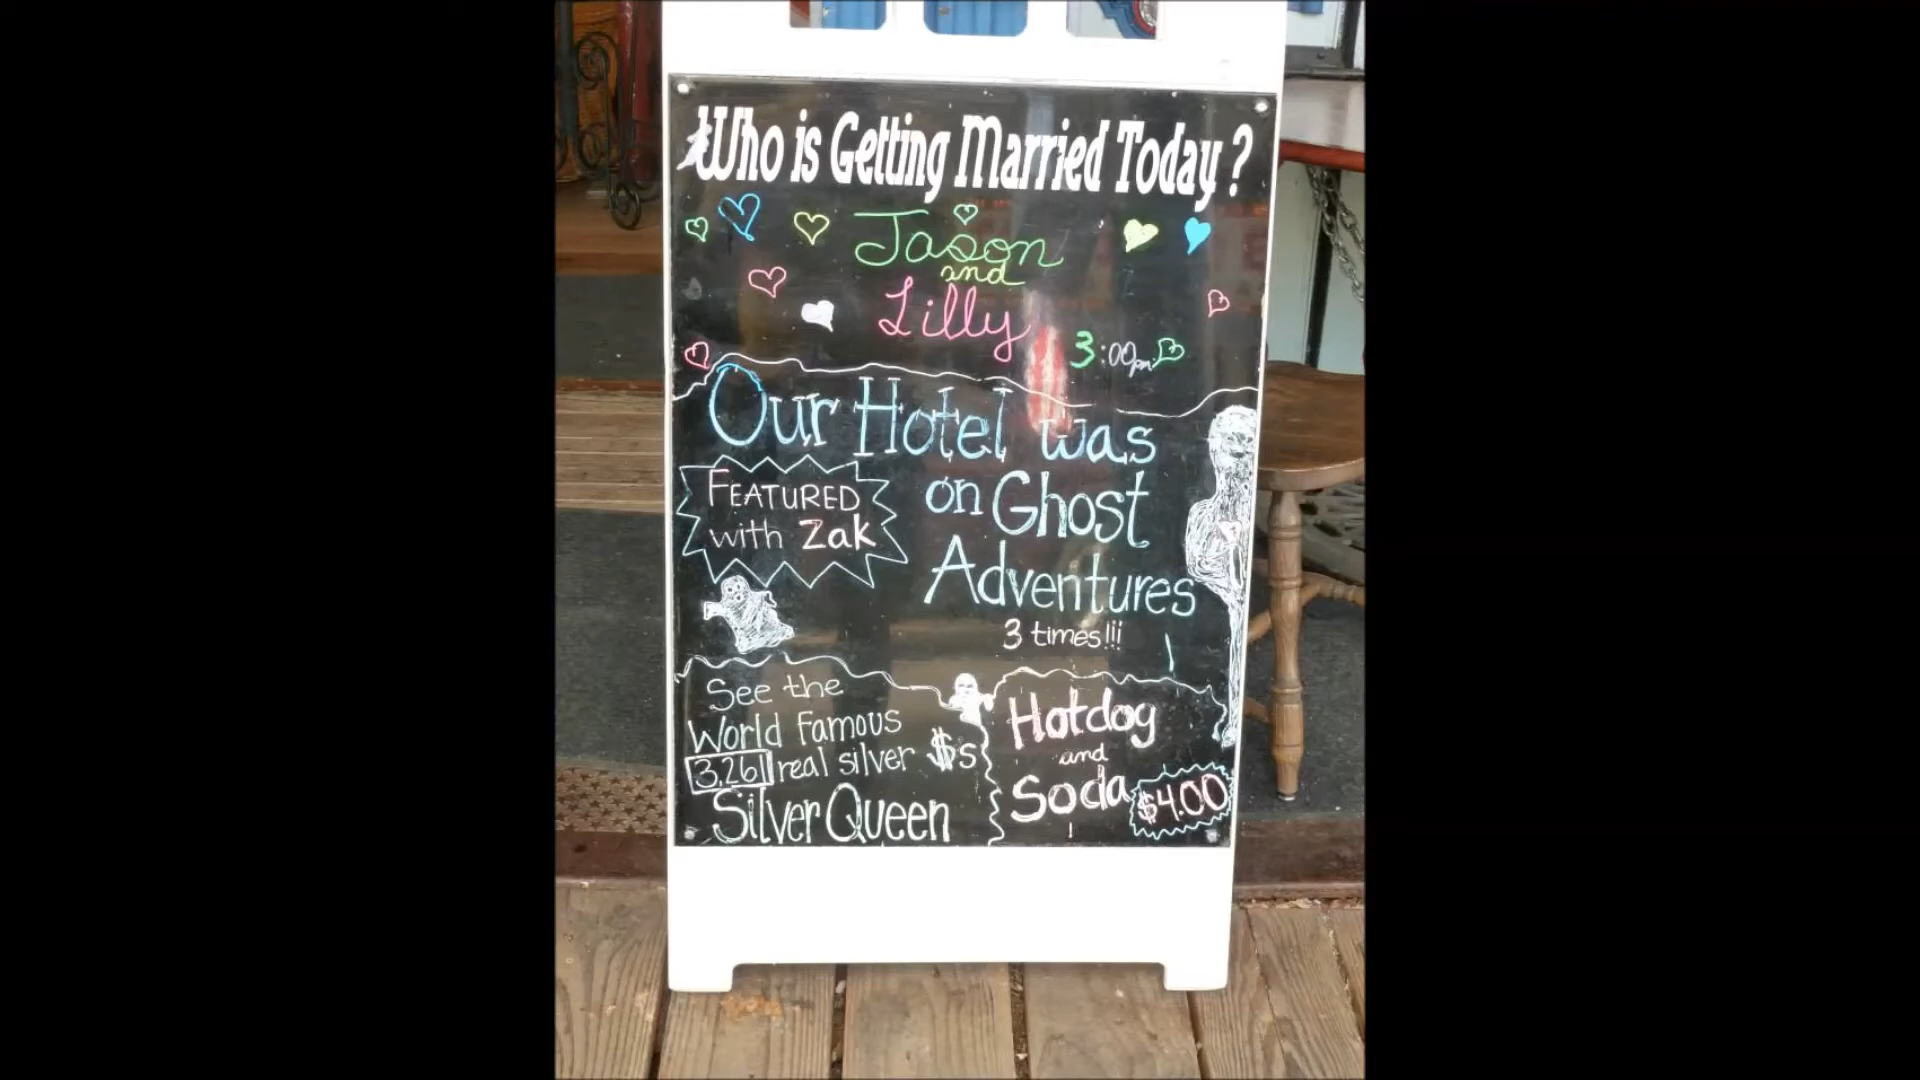 Who is Getting Married Today?
Jason
and
Lilly
3:00pm
Our Hotel was
on Ghost
Adventures
3 times!!!
FEATURED
with Zak
See the
World Famous
3,261 real silver $s
Silver Queen
Hotdog
and
Soda
$4.00